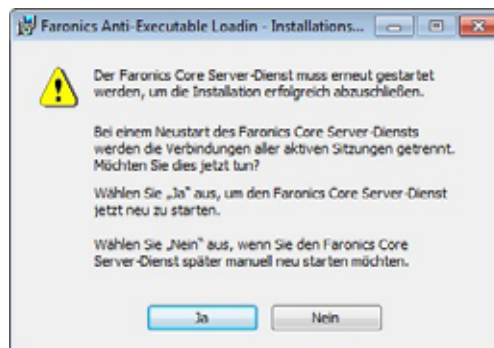 Faronics Anti-Executable Loadin - Installations...
Der Faronics Core Server-Dienst muss erneut gestartet
werden, um die Installation erfolgreich abzuschließen.
Bei einem Neustart des Faronics Core Server-Diensts
werden die Verbindungen aller aktiven Sitzungen getrennt.
Möchten Sie dies jetzt tun?
Wählen Sie „Ja" aus, um den Faronics Core Server-Dienst
jetzt neu zu starten.
Wählen Sie „Nein" aus, wenn Sie den Faronics Core
Server-Dienst später manuell neu starten möchten.
Ja
Nein